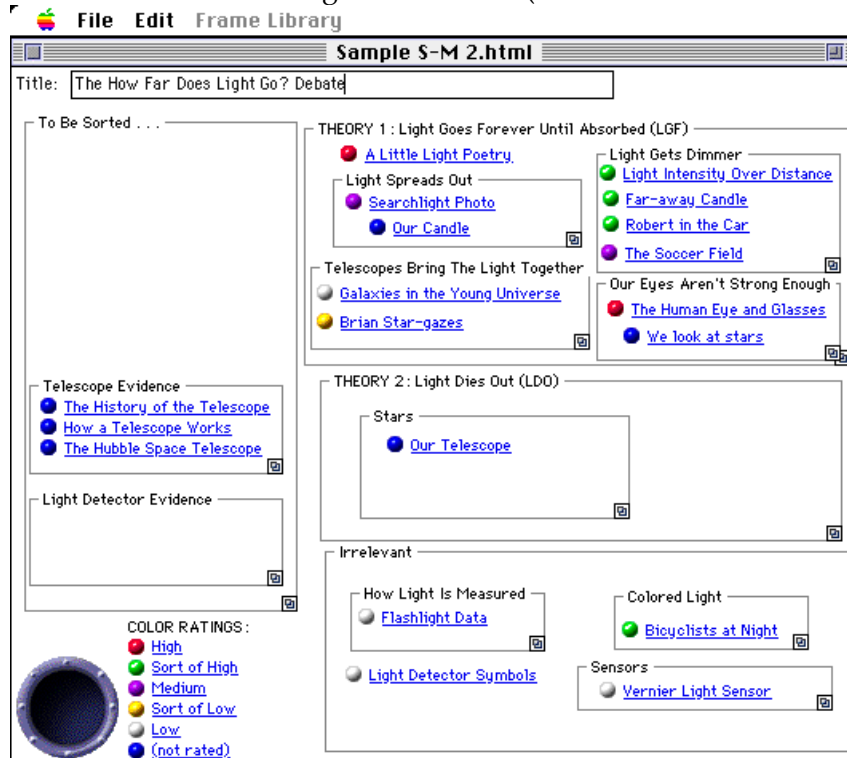 File Edit Frame Library
Sample S-M 2.html
Title: The How Far Does Light Go? Debate
To Be Sorted . . .
Telescope Evidence
The History of the Telescope
How a Telescope Works
The Hubble Space Telescope
Light Detector Evidence
THEORY 1: Light Goes Forever Until Absorbed (LGF)
A Little Light Poetry
Light Spreads Out
Searchlight Photo
Our Candle
Telescopes Bring The Light Together
Galaxies in the Young Universe
Brian Star-gazes
Light Gets Dimmer
Light Intensity Over Distance
Far-away Candle
Robert in the Car
The Soccer Field
Our Eyes Aren't Strong Enough
The Human Eye and Glasses
We look at stars
THEORY 2: Light Dies Out (LDO)
Stars
Our Telescope
Irrelevant
How Light Is Measured
Flashlight Data
Light Detector Symbols
Colored Light
Bicyclists at Night
Sensors
Vernier Light Sensor
COLOR RATINGS:
High
Sort of High
Medium
Sort of Low
Low
(not rated)